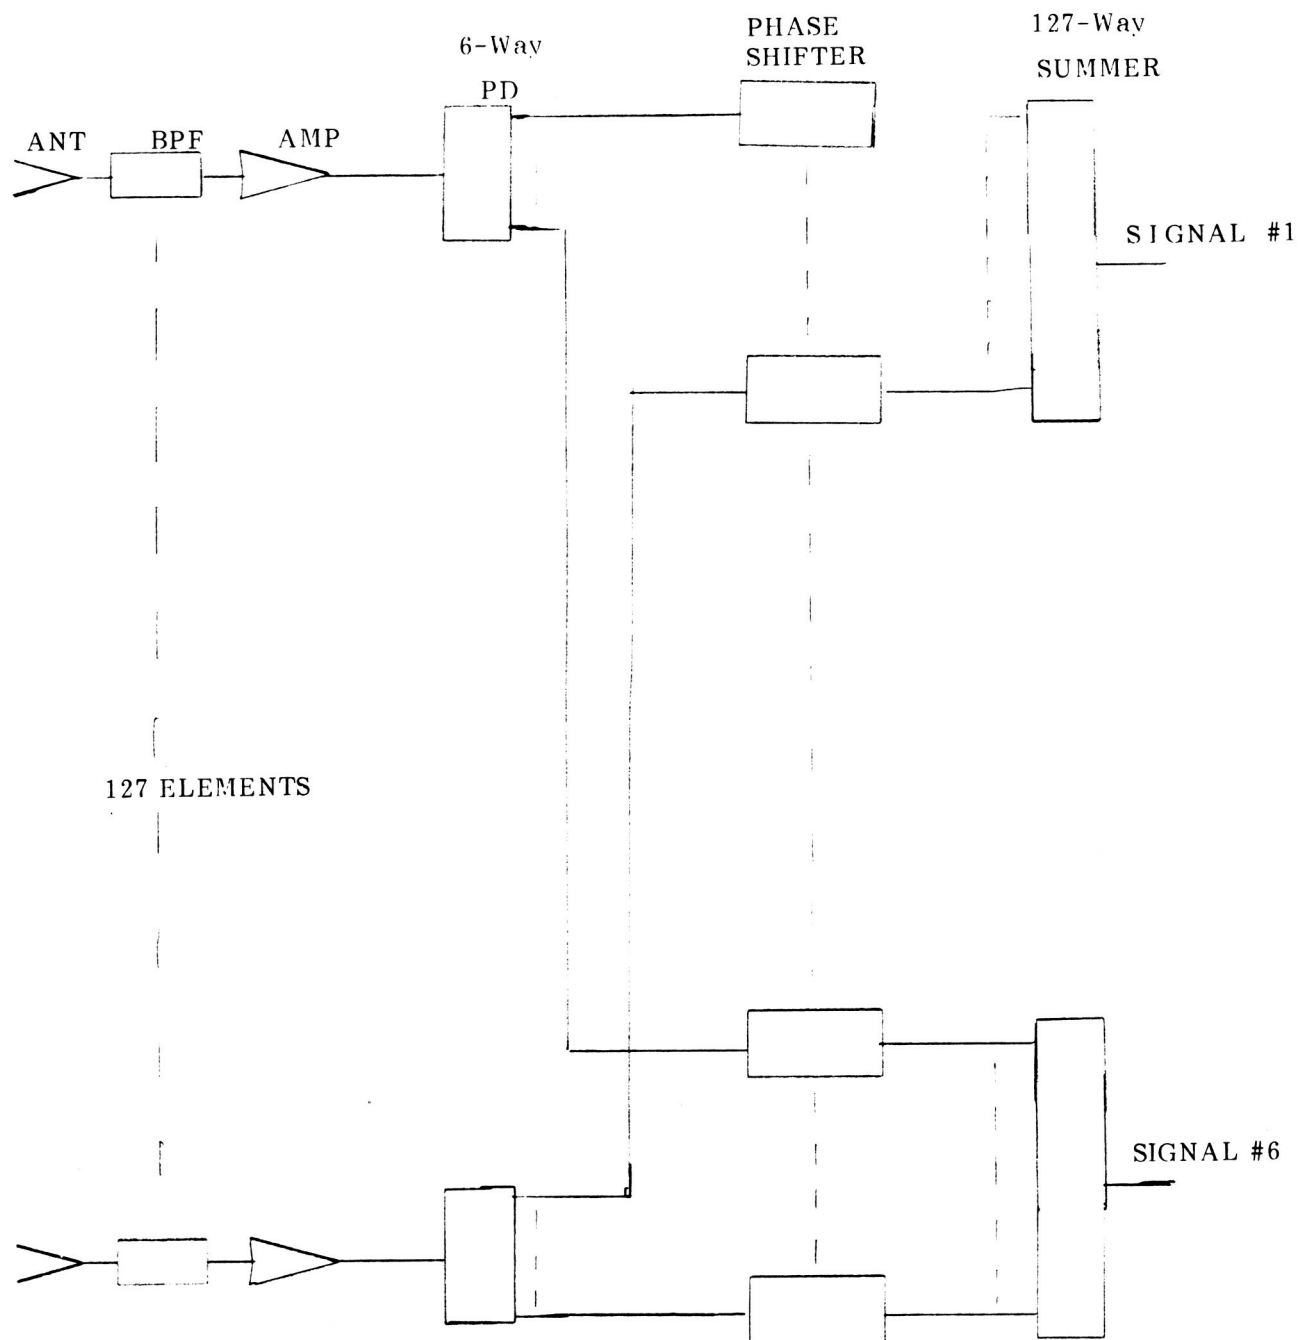 6-Way
PD
PHASE
SHIFTER
127-Way
SUMMER
ANT
BPF
AMP
SIGNAL #1
127 ELEMENTS
SIGNAL #6